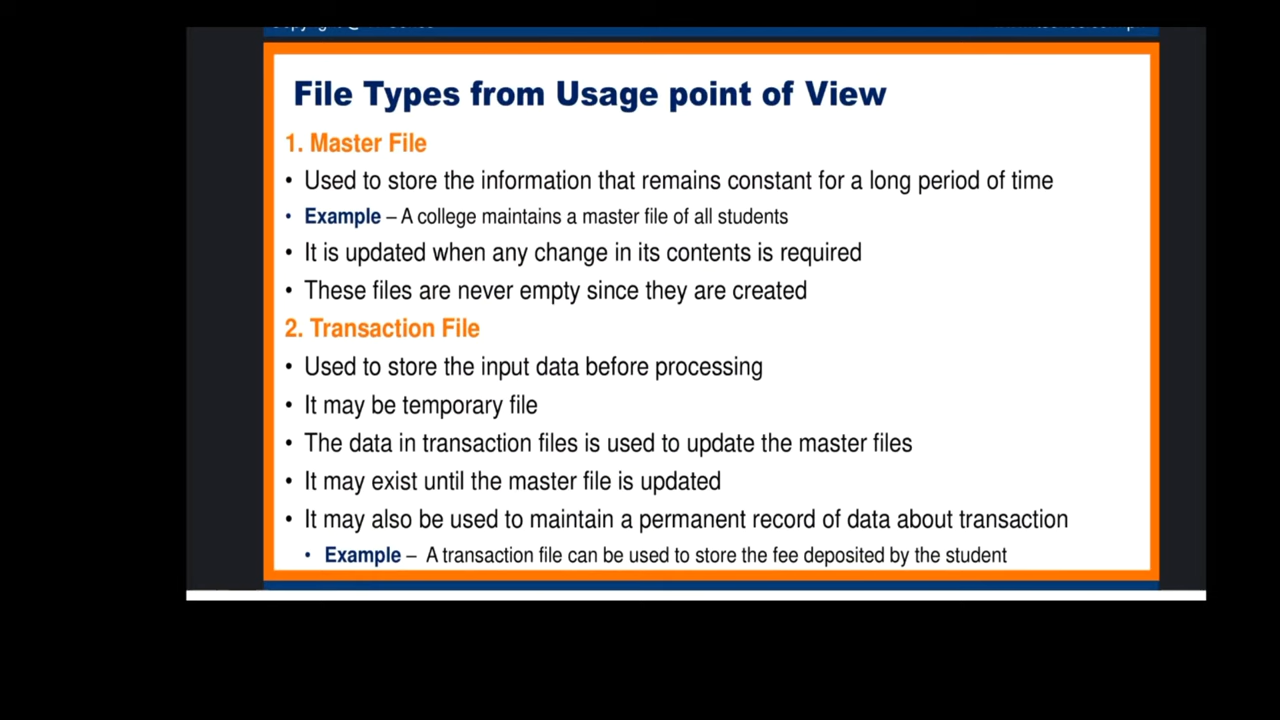 File Types from Usage point of View
1. Master File
• Used to store the information that remains constant for a long period of time
• Example – A college maintains a master file of all students
• It is updated when any change in its contents is required
• These files are never empty since they are created
2. Transaction File
• Used to store the input data before processing
• It may be temporary file
• The data in transaction files is used to update the master files
• It may exist until the master file is updated
• It may also be used to maintain a permanent record of data about transaction
• Example – A transaction file can be used to store the fee deposited by the student